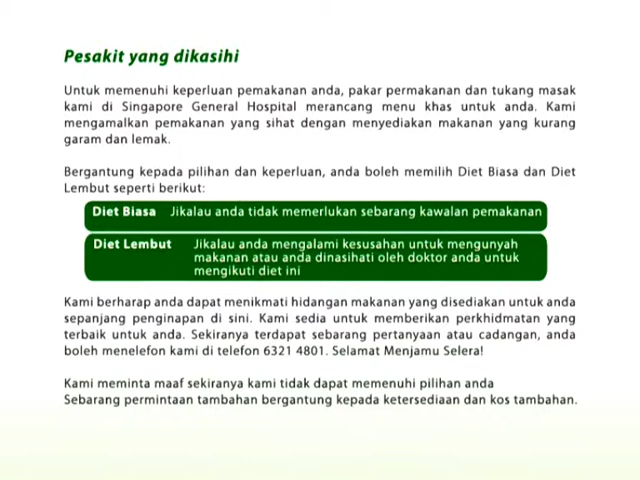 Pesakit yang dikasihi
Untuk memenuhi keperluan pemakanan anda, pakar permakanan dan tukang masak
kami di Singapore General Hospital merancang menu khas untuk anda. Kami
mengamalkan pemakanan yang sihat dengan menyediakan makanan yang kurang
garam dan lemak.
Bergantung kepada pilihan dan keperluan, anda boleh memilih Diet Biasa dan Diet
Lembut seperti berikut:
Diet Biasa Jikalau anda tidak memerlukan sebarang kawalan pemakanan
Diet Lembut Jikalau anda mengalami kesusahan untuk mengunyah
makanan atau anda dinasihati oleh doktor anda untuk
mengikuti diet ini
Kami berharap anda dapat menikmati hidangan makanan yang disediakan untuk anda
sepanjang penginapan di sini. Kami sedia untuk memberikan perkhidmatan yang
terbaik untuk anda. Sekiranya terdapat sebarang pertanyaan atau cadangan, anda
boleh menelefon kami di telefon 6321 4801. Selamat Menjamu Selera!
Kami meminta maaf sekiranya kami tidak dapat memenuhi pilihan anda
Sebarang permintaan tambahan bergantung kepada ketersediaan dan kos tambahan.